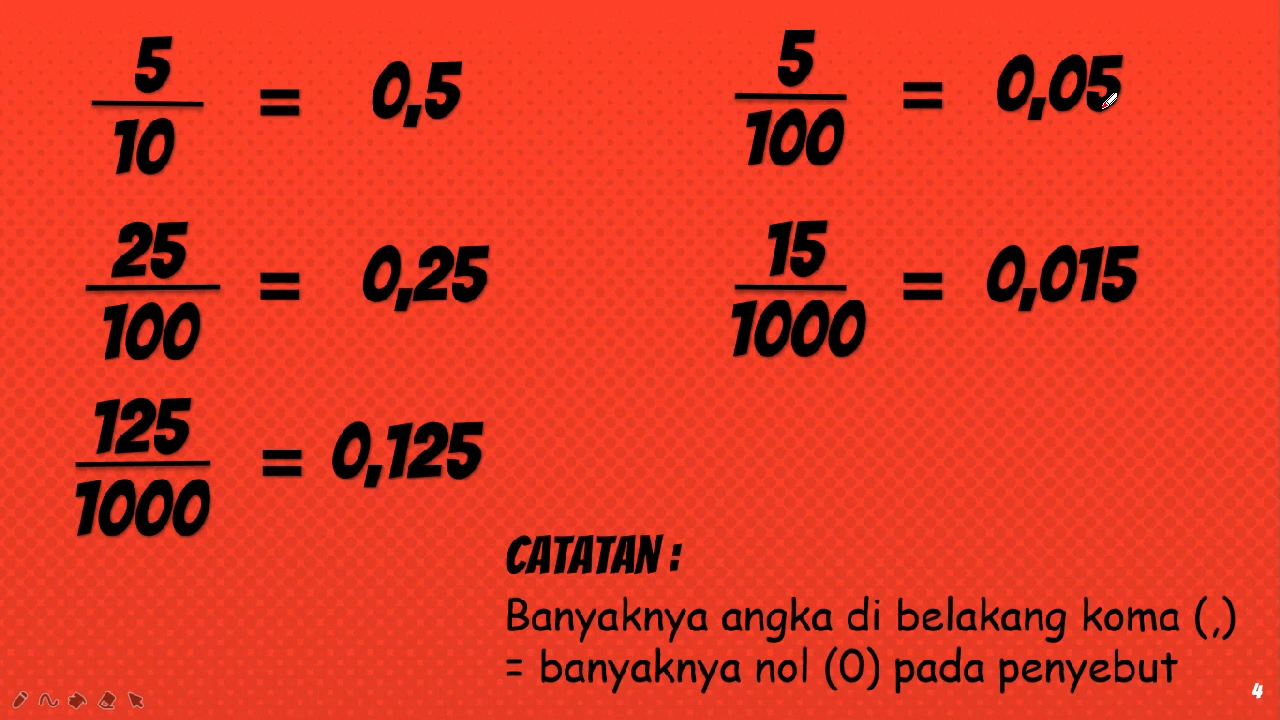 5/10 = 0,5
5/100 = 0,05
25/100 = 0,25
15/1000 = 0,015
125/1000 = 0,125
CATATAN :
Banyaknya angka di belakang koma (,)
= banyaknya nol (0) pada penyebut
4